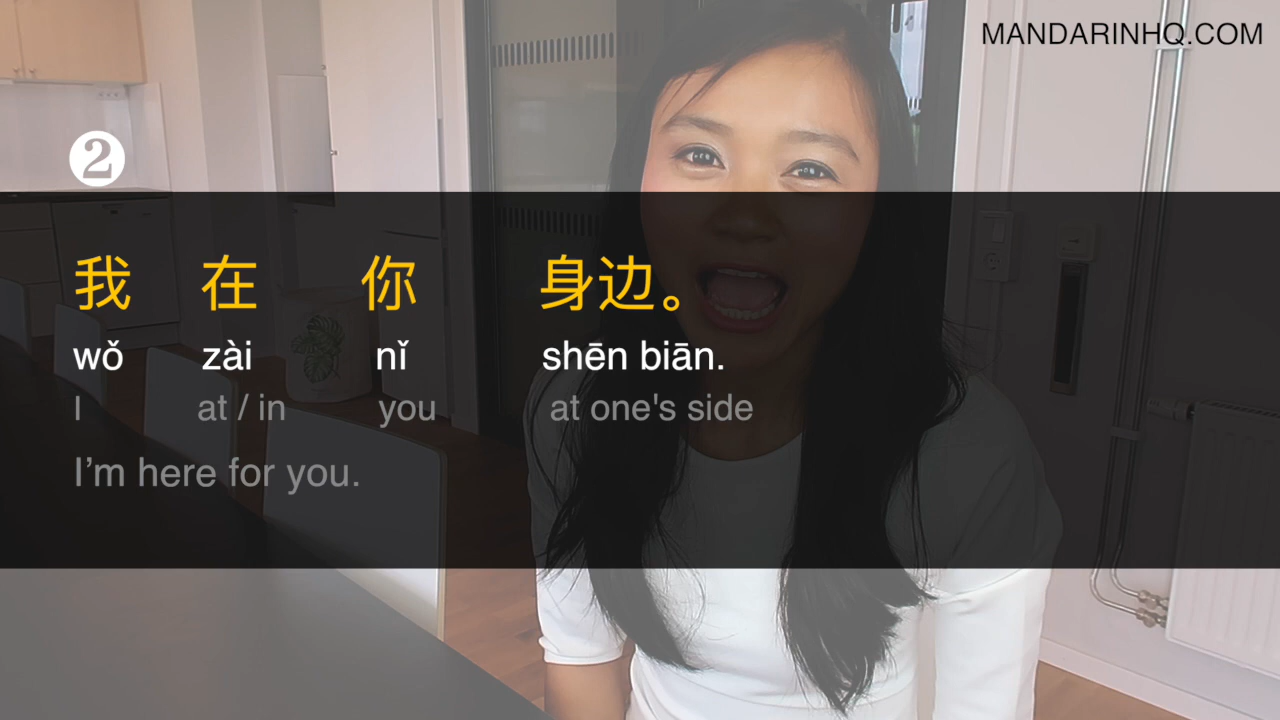 MANDARINHQ.COM
2
我 在 你 身边。
wǒ zài nǐ shēn biān.
I at / in you at one's side
I’m here for you.